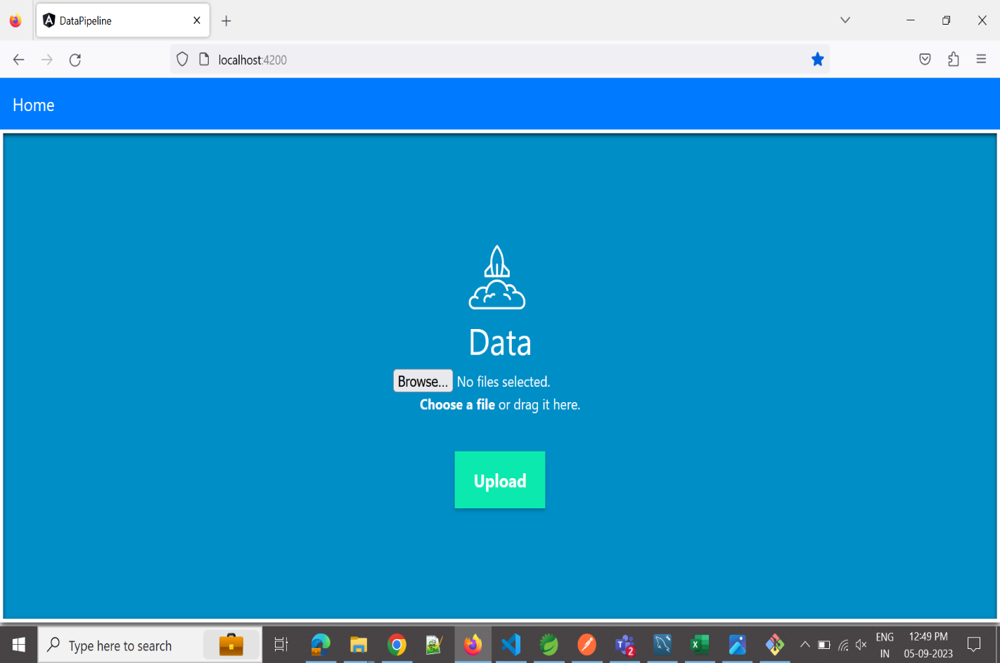 DataPipeline
localhost:4200
Home
Data
Browse... No files selected.
Choose a file or drag it here.
Upload
Type here to search
2
ENG
IN
12:49 PM
05-09-2023